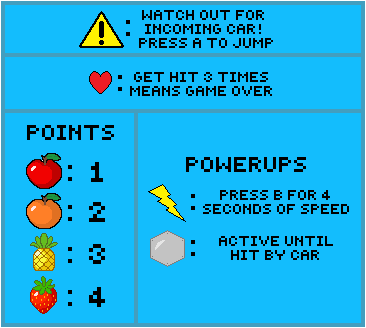 WATCH OUT FOR
INCOMING CAR!
PRESS A TO JUMP
GET HIT 3 TIMES
MEANS GAME OVER
POINTS
: 1
: 2
: 3
: 4
POWERUPS
: PRESS B FOR 4
SECONDS OF SPEED
: ACTIVE UNTIL
HIT BY CAR